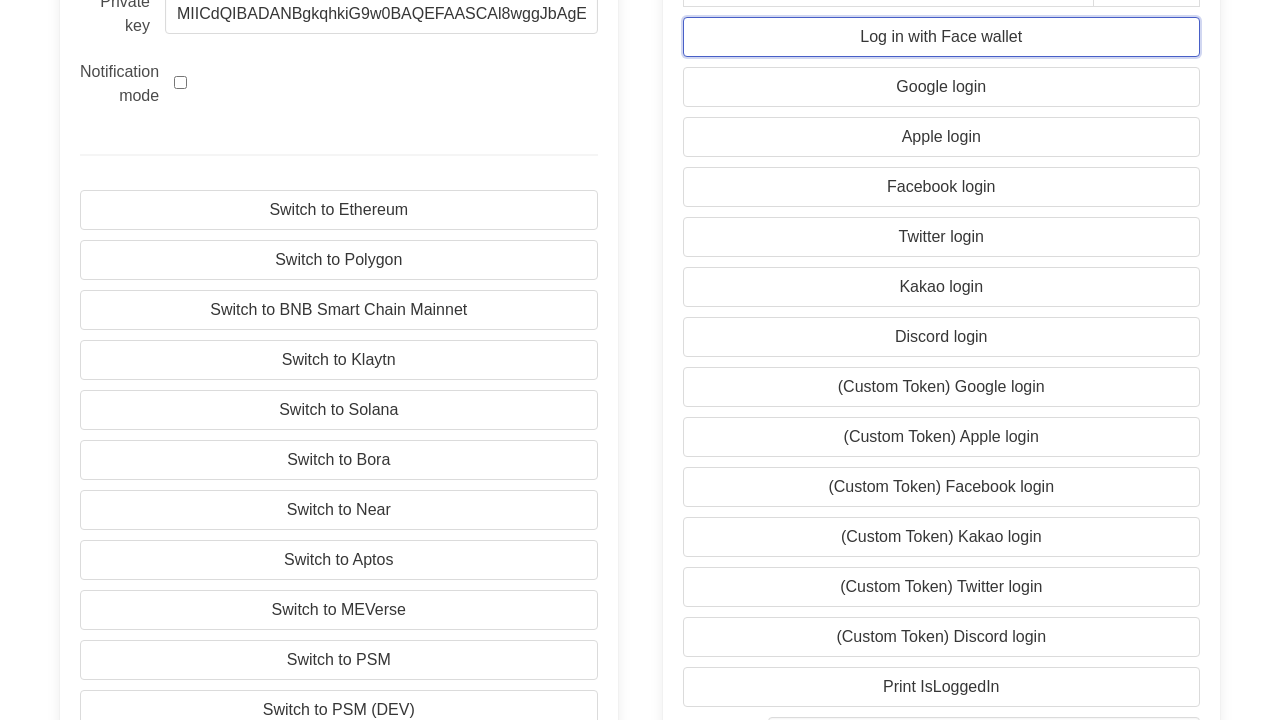 Private
key
MIICdQIBADANBgkqhkiG9w0BAQEFAASCAl8wggJbAgE
Notification
mode
Switch to Ethereum
Switch to Polygon
Switch to BNB Smart Chain Mainnet
Switch to Klaytn
Switch to Solana
Switch to Bora
Switch to Near
Switch to Aptos
Switch to MEVerse
Switch to PSM
Switch to PSM (DEV)
Log in with Face wallet
Google login
Apple login
Facebook login
Twitter login
Kakao login
Discord login
(Custom Token) Google login
(Custom Token) Apple login
(Custom Token) Facebook login
(Custom Token) Kakao login
(Custom Token) Twitter login
(Custom Token) Discord login
Print IsLoggedIn